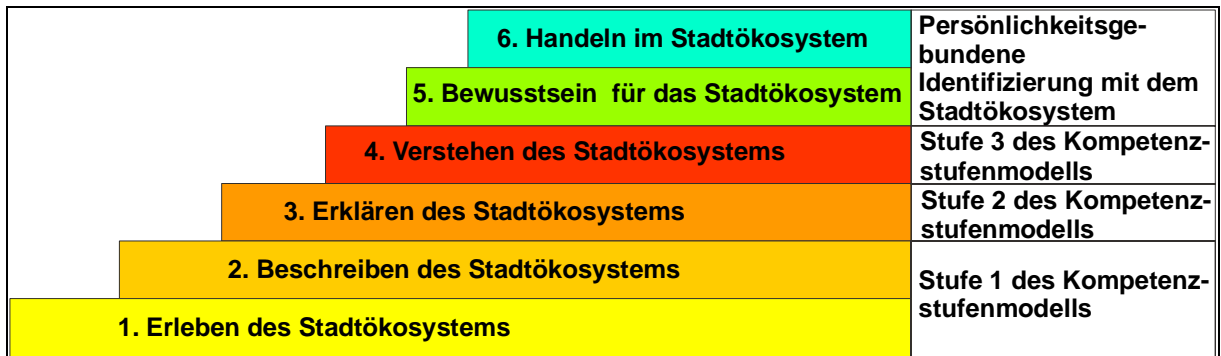 6. Handeln im Stadtökosystem
Persönlichkeitsge-
bundene
Identifizierung mit dem
Stadtökosystem
5. Bewusstsein für das Stadtökosystem
4. Verstehen des Stadtökosystems
Stufe 3 des Kompetenz-
stufenmodells
3. Erklären des Stadtökosystems
Stufe 2 des Kompetenz-
stufenmodells
2. Beschreiben des Stadtökosystems
Stufe 1 des Kompetenz-
stufenmodells
1. Erleben des Stadtökosystems